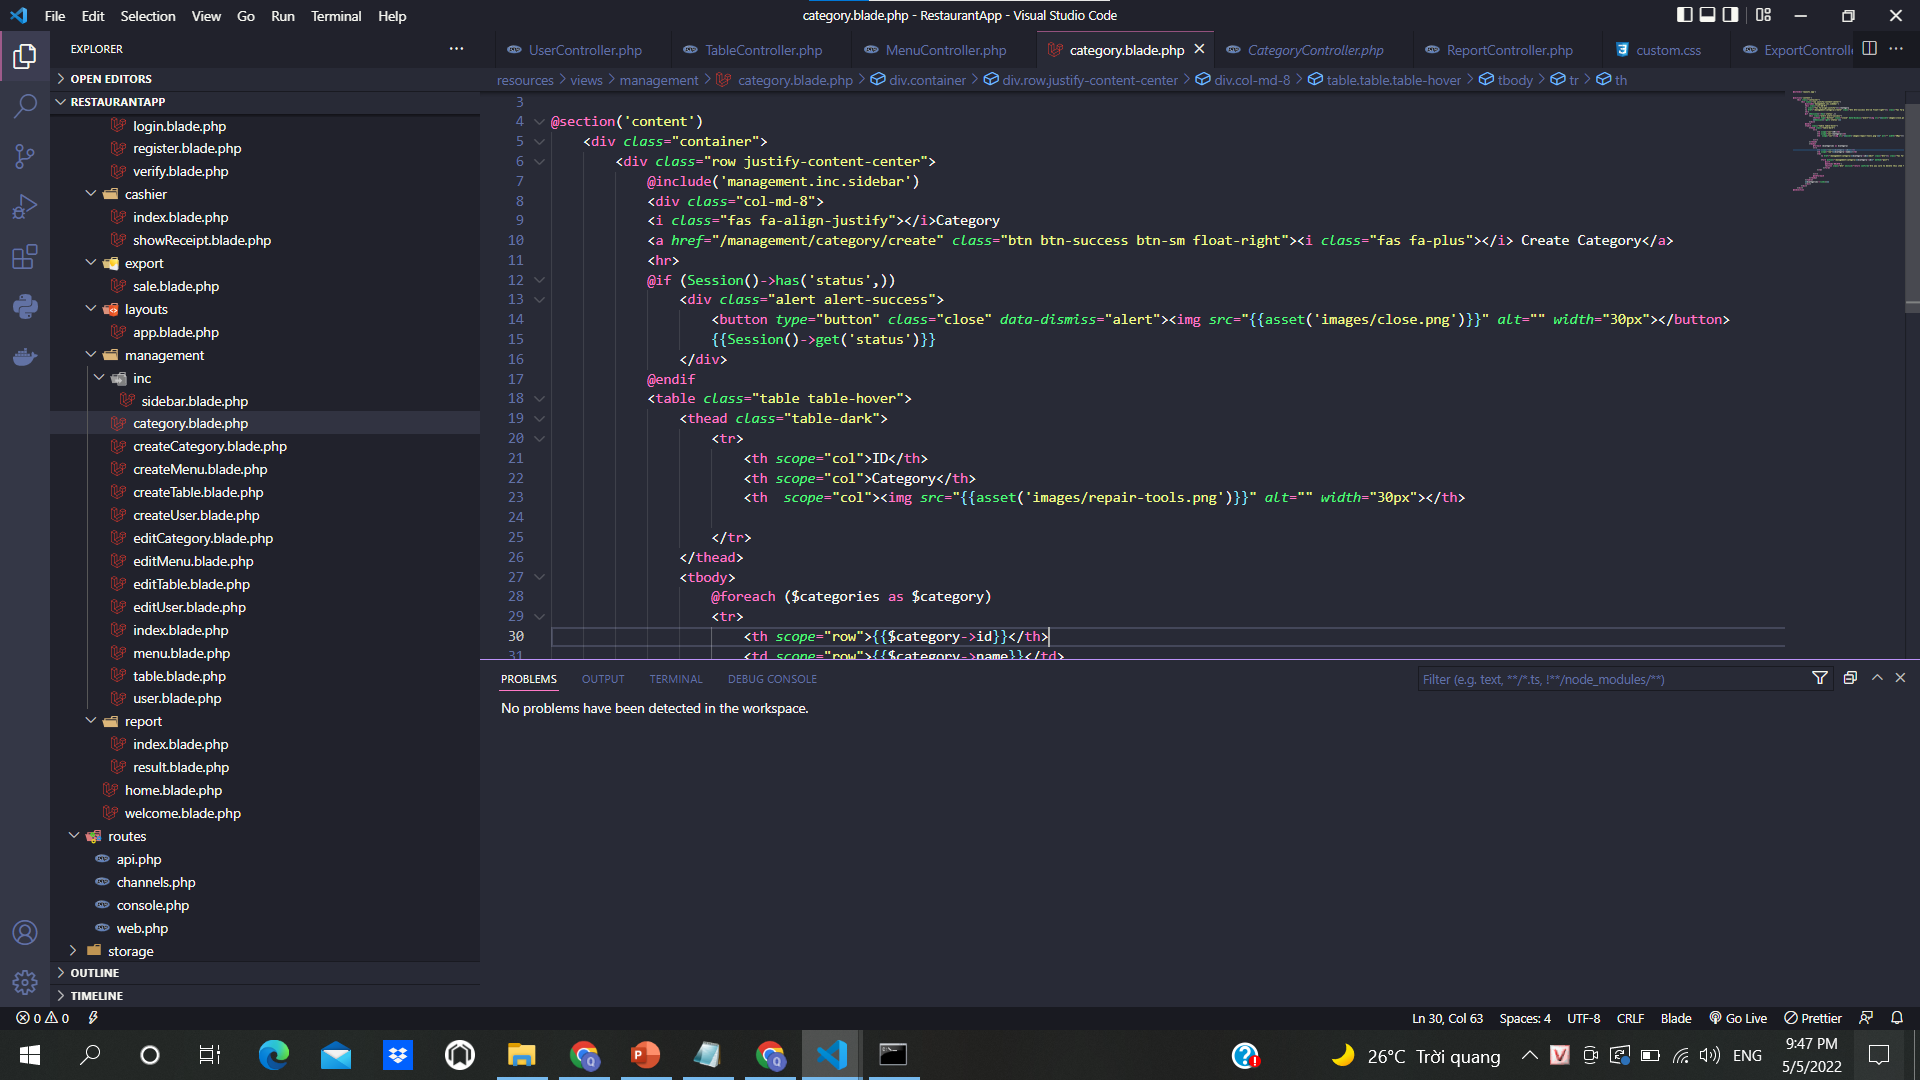 File Edit Selection View Go Run Terminal Help
category.blade.php - RestaurantApp - Visual Studio Code
EXPLORER
OPEN EDITORS
RESTAURANTAPP
login.blade.php
register.blade.php
verify.blade.php
cashier
index.blade.php
showReceipt.blade.php
export
sale.blade.php
layouts
app.blade.php
management
inc
sidebar.blade.php
category.blade.php
createCategory.blade.php
createMenu.blade.php
createTable.blade.php
createUser.blade.php
editCategory.blade.php
editMenu.blade.php
editTable.blade.php
editUser.blade.php
index.blade.php
menu.blade.php
table.blade.php
user.blade.php
report
index.blade.php
result.blade.php
home.blade.php
welcome.blade.php
routes
api.php
channels.php
console.php
web.php
storage
OUTLINE
TIMELINE
UserController.php TableController.php MenuController.php category.blade.php CategoryController.php ReportController.php custom.css ExportControlle
resources > views > management > category.blade.php > div.container > div.row.justify-content-center > div.col-md-8 > table.table.table-hover > tbody > tr > th
3
4 @section('content')
5 <div class="container">
6 <div class="row justify-content-center">
7 @include('management.inc.sidebar')
8 <div class="col-md-8">
9 <i class="fas fa-align-justify"></i>Category
10 <a href="/management/category/create" class="btn btn-success btn-sm float-right"><i class="fas fa-plus"></i> Create Category</a>
11 <hr>
12 @if (Session()->has('status',))
13 <div class="alert alert-success">
14 <button type="button" class="close" data-dismiss="alert"><img src="{{asset('images/close.png')}}" alt="" width="30px"></button>
15 {{Session()->get('status')}}
16 </div>
17 @endif
18 <table class="table table-hover">
19 <thead class="table-dark">
20 <tr>
21 <th scope="col">ID</th>
22 <th scope="col">Category</th>
23 <th  scope="col"><img src="{{asset('images/repair-tools.png')}}" alt="" width="30px"></th>
24
25 </tr>
26 </thead>
27 <tbody>
28 @foreach ($categories as $category)
29 <tr>
30 <th scope="row">{{$category->id}}</th>
31 <td scope="row">{{$category->name}}</td>
PROBLEMS OUTPUT TERMINAL DEBUG CONSOLE
Filter (e.g. text, **/*.ts, !**/node_modules/**)
No problems have been detected in the workspace.
0 0
Ln 30, Col 63 Spaces: 4 UTF-8 CRLF Blade Go Live Prettier
26°C Trời quang
ENG
9:47 PM
5/5/2022